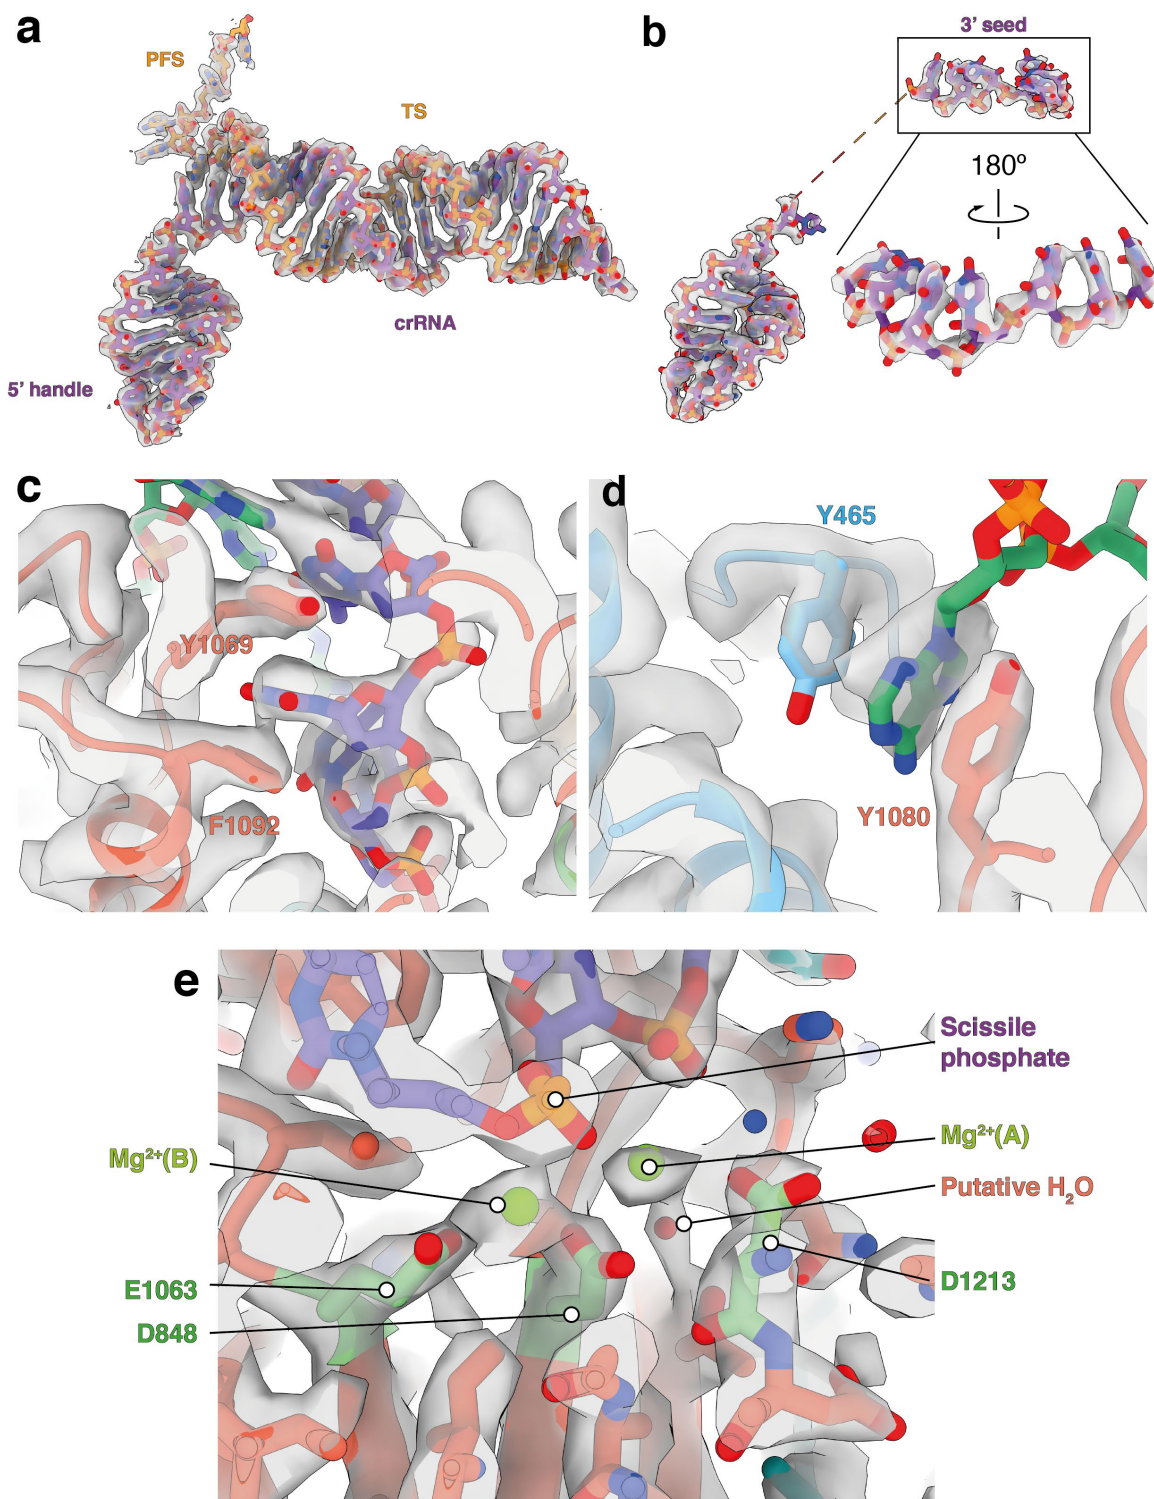 a
PFS
TS
crRNA
5’ handle
b
3’ seed
180º
c
Y1069
F1092
d
Y465
Y1080
e
Scissile
phosphate
Mg²⁺(A)
Mg²⁺(B)
Putative H₂O
E1063
D1213
D848